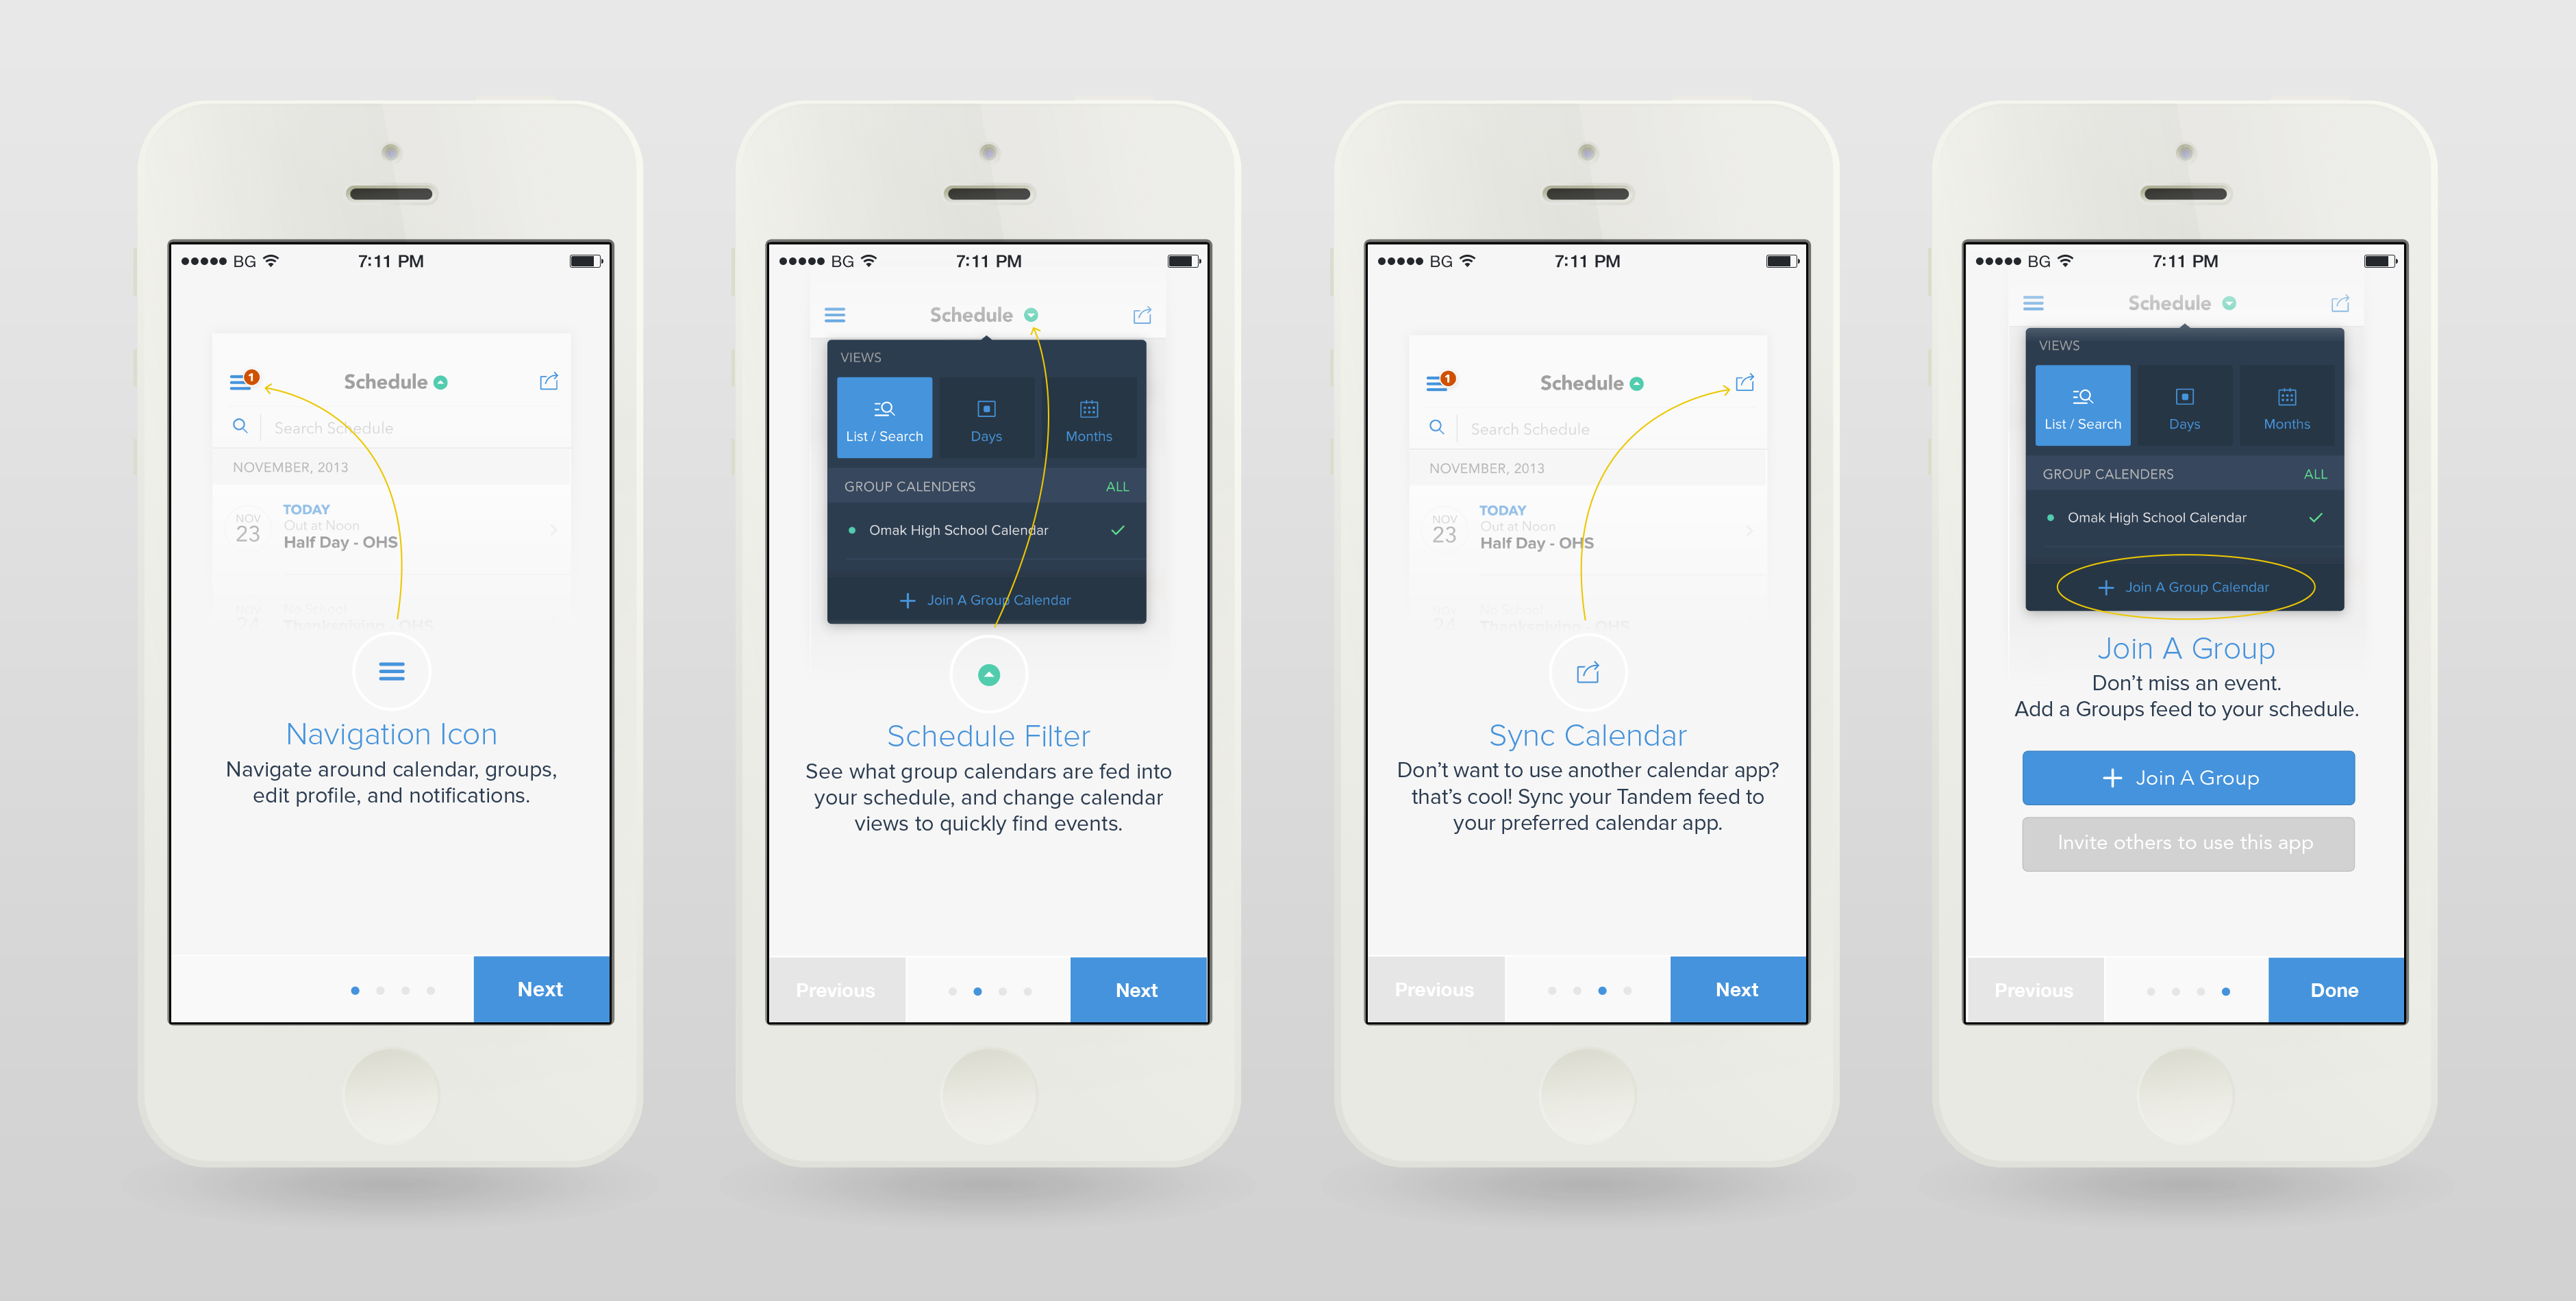 BG 7:11 PM
1
Schedule
Search Schedule
NOVEMBER, 2013
NOV
23
TODAY
Out at Noon
Half Day - OHS
NOV
24
No School
Thanksgiving - OHS
Navigation Icon
Navigate around calendar, groups,
edit profile, and notifications.
Next
BG 7:11 PM
Schedule
VIEWS
List / Search
Days
Months
GROUP CALENDERS ALL
Omak High School Calendar
Join A Group Calendar
Schedule Filter
See what group calendars are fed into
your schedule, and change calendar
views to quickly find events.
Previous
Next
BG 7:11 PM
1
Schedule
Search Schedule
NOVEMBER, 2013
NOV
23
TODAY
Out at Noon
Half Day - OHS
NOV
24
No School
Thanksgiving - OHS
Sync Calendar
Don't want to use another calendar app?
that's cool! Sync your Tandem feed to
your preferred calendar app.
Previous
Next
BG 7:11 PM
Schedule
VIEWS
List / Search
Days
Months
GROUP CALENDERS ALL
Omak High School Calendar
Join A Group Calendar
Join A Group
Don't miss an event.
Add a Groups feed to your schedule.
Join A Group
Invite others to use this app
Previous
Done